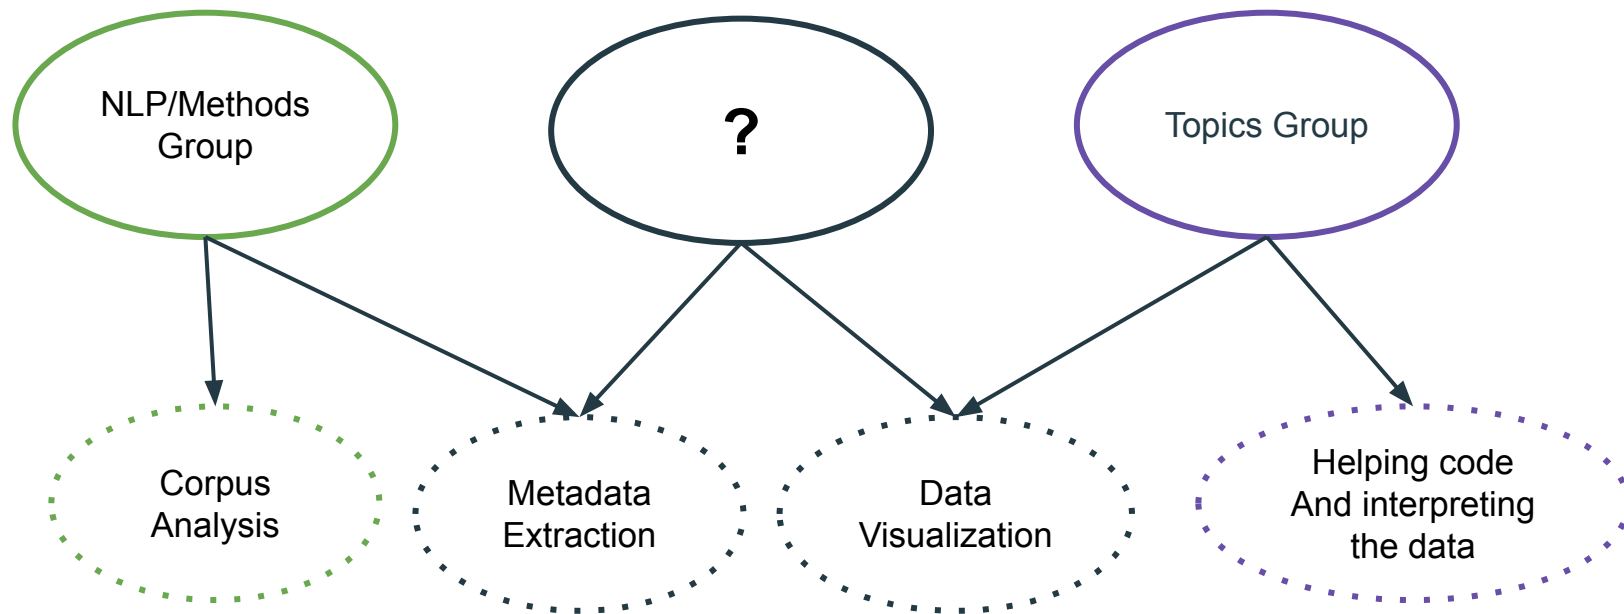 NLP/Methods
Group
?
Topics Group
Corpus
Analysis
Metadata
Extraction
Data
Visualization
Helping code
And interpreting
the data